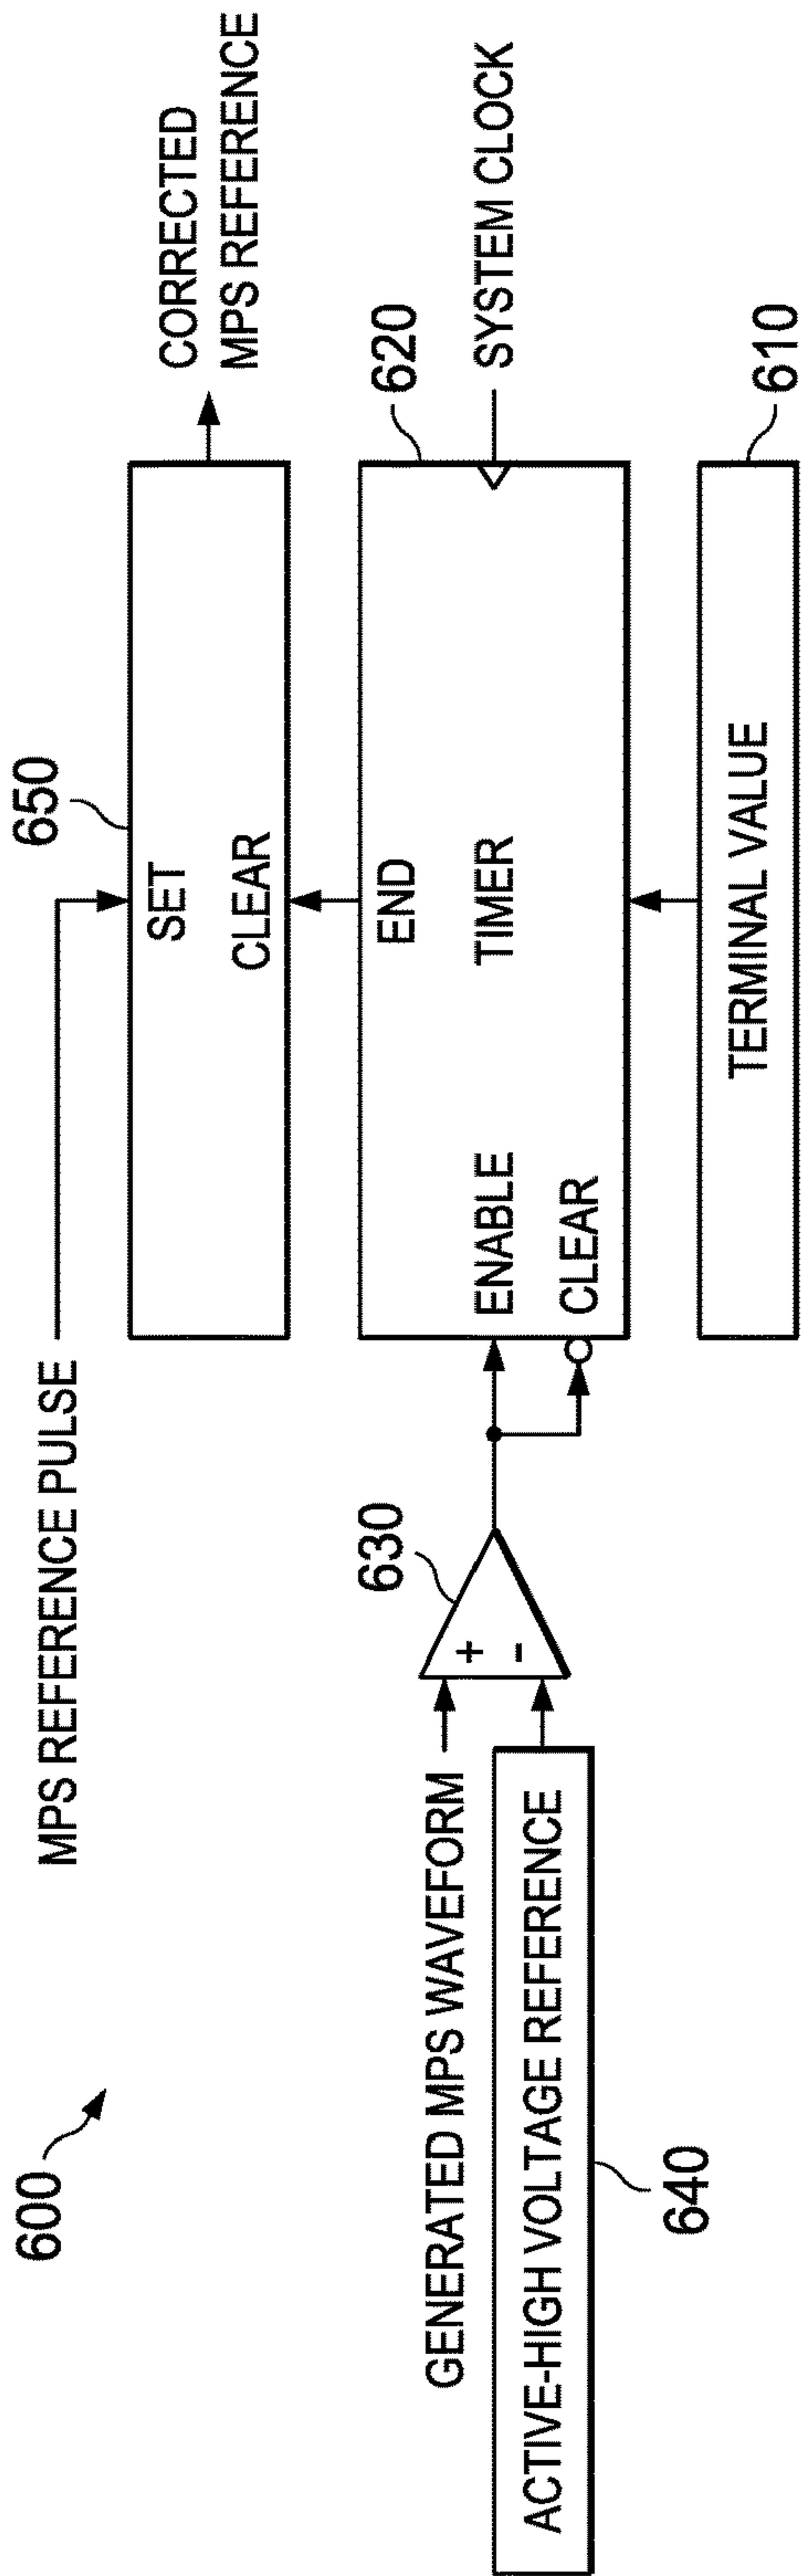 600
MPS REFERENCE PULSE
650
SET
CLEAR
CORRECTED
MPS REFERENCE
GENERATED MPS WAVEFORM
630
+
-
ENABLE
CLEAR
END
TIMER
620
SYSTEM CLOCK
ACTIVE-HIGH VOLTAGE REFERENCE
640
TERMINAL VALUE
610